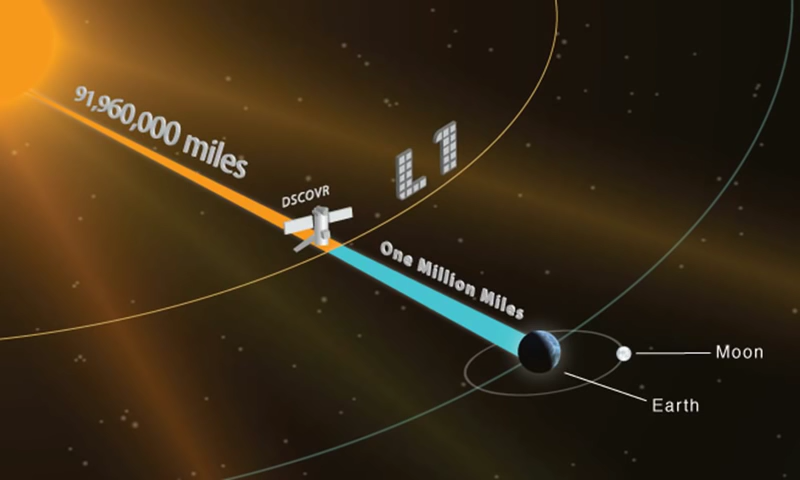 91,960,000 miles
DSCOVR
L1
One Million Miles
Moon
Earth